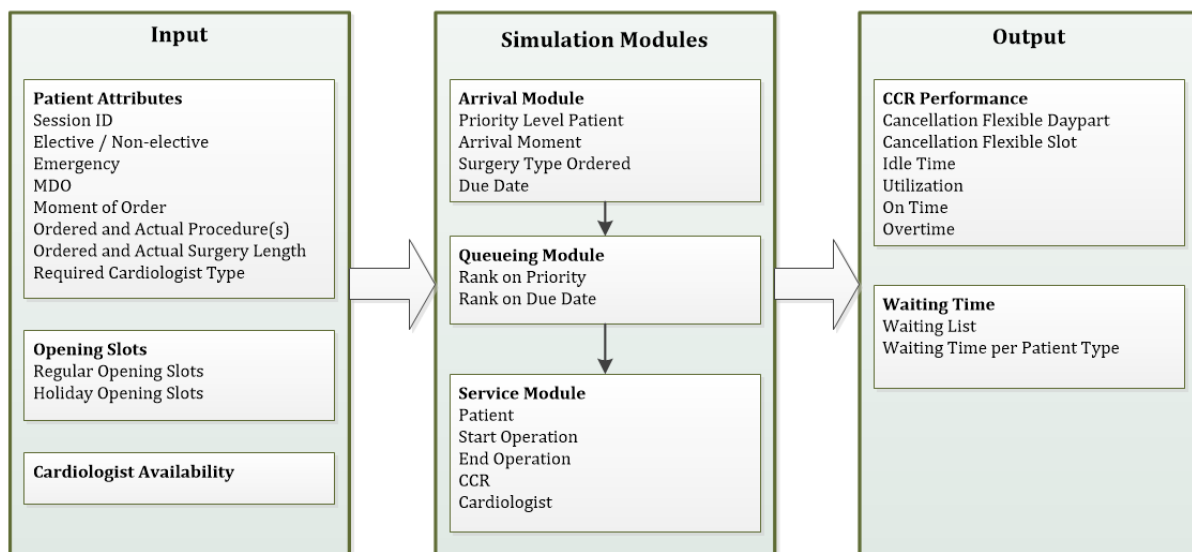 Input
Patient Attributes
Session ID
Elective / Non-elective
Emergency
MDO
Moment of Order
Ordered and Actual Procedure(s)
Ordered and Actual Surgery Length
Required Cardiologist Type
Opening Slots
Regular Opening Slots
Holiday Opening Slots
Cardiologist Availability
Simulation Modules
Arrival Module
Priority Level Patient
Arrival Moment
Surgery Type Ordered
Due Date
Queueing Module
Rank on Priority
Rank on Due Date
Service Module
Patient
Start Operation
End Operation
CCR
Cardiologist
Output
CCR Performance
Cancellation Flexible Daypart
Cancellation Flexible Slot
Idle Time
Utilization
On Time
Overtime
Waiting Time
Waiting List
Waiting Time per Patient Type